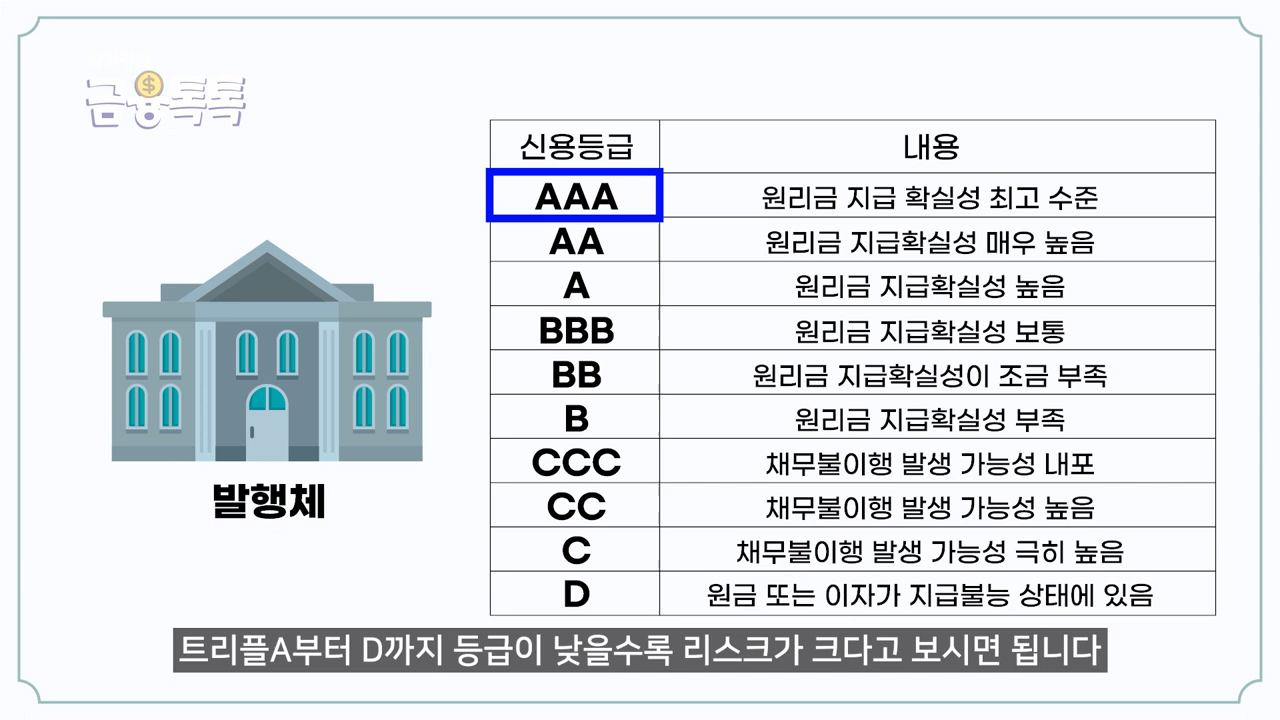 금융톡톡
신용등급 내용
AAA 원리금 지급 확실성 최고 수준
AA 원리금 지급확실성 매우 높음
A 원리금 지급확실성 높음
BBB 원리금 지급확실성 보통
BB 원리금 지급확실성이 조금 부족
B 원리금 지급확실성 부족
CCC 채무불이행 발생 가능성 내포
CC 채무불이행 발생 가능성 높음
C 채무불이행 발생 가능성 극히 높음
D 원금 또는 이자가 지급불능 상태에 있음
발행체
트리플A부터 D까지 등급이 낮을수록 리스크가 크다고 보시면 됩니다